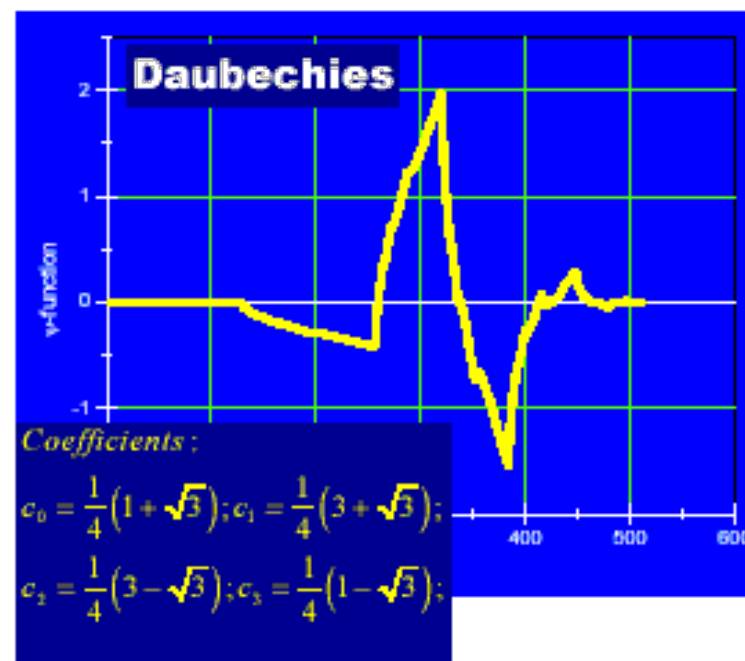 Daubechies
2
1
0
-1
ψ-function
400 500 600
Coefficients;
c₀ = 1/4(1+√3); c₁ = 1/4(3+√3);
c₂ = 1/4(3−√3); c₃ = 1/4(1−√3);